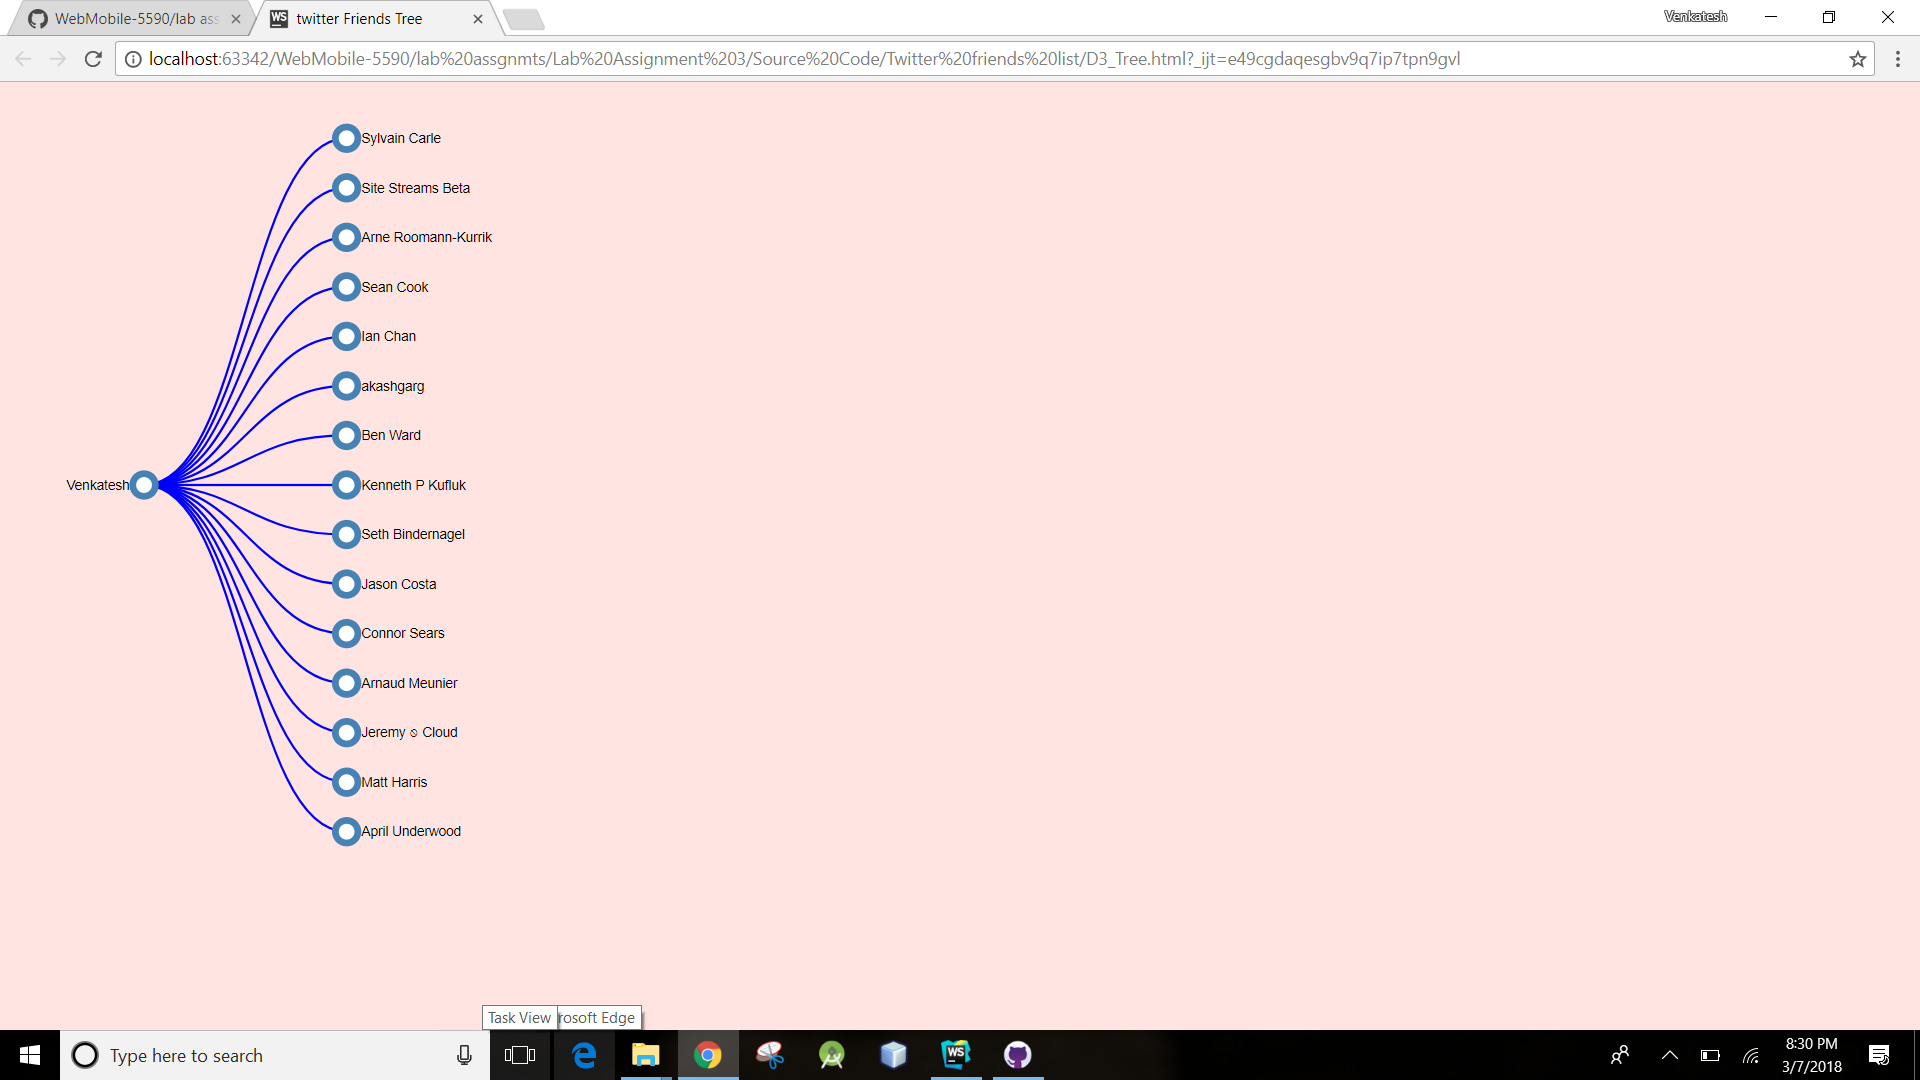 WebMobile-5590/lab ass
twitter Friends Tree
Venkatesh
localhost:63342/WebMobile-5590/lab%20assgnmts/Lab%20Assignment%203/Source%20Code/Twitter%20friends%20list/D3_Tree.html?_ijt=e49cgdaqesgbv9q7ip7tpn9gvl
Sylvain Carle
Site Streams Beta
Arne Roomann-Kurrik
Sean Cook
Ian Chan
akashgarg
Ben Ward
Venkatesh
Kenneth P Kufluk
Seth Bindernagel
Jason Costa
Connor Sears
Arnaud Meunier
Jeremy ⍉ Cloud
Matt Harris
April Underwood
Task View
rosoft Edge
Type here to search
WS
8:30 PM
3/7/2018